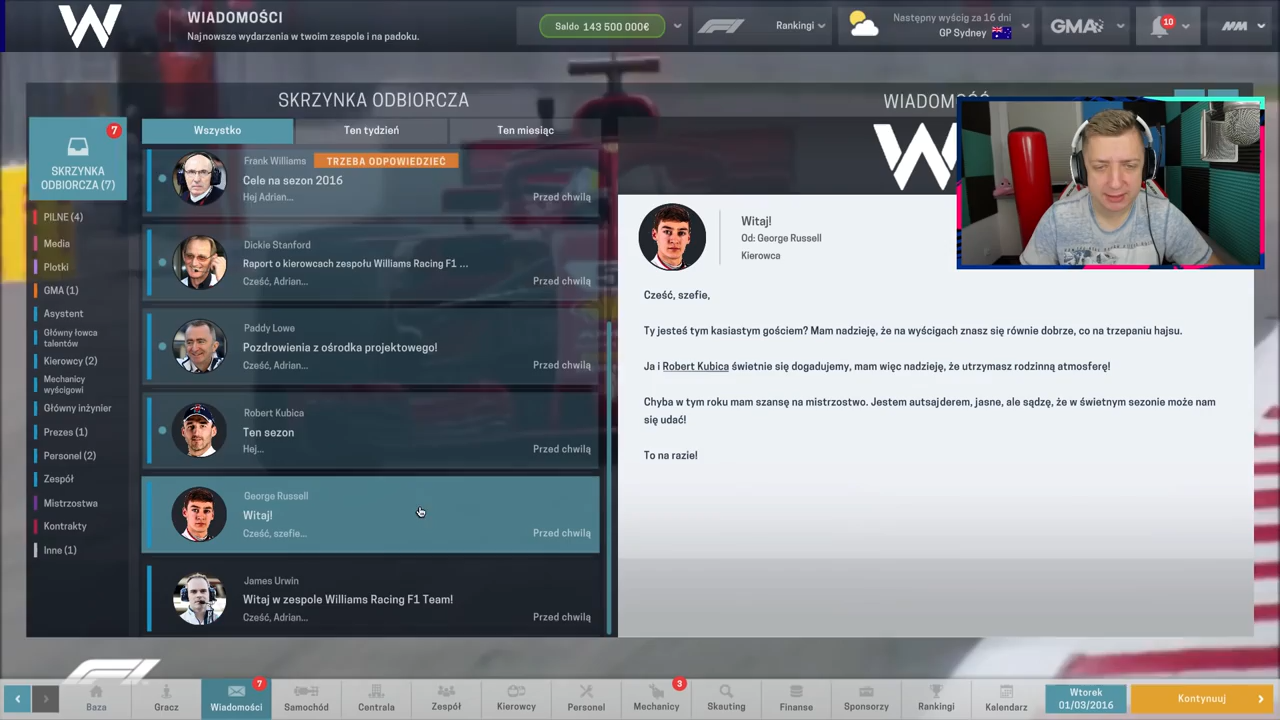 W
WIADOMOŚCI
Najnowsze wydarzenia w twoim zespole i na padoku.
Saldo 143 500 000€
F1
Rankingi
Następny wyścig za 16 dni
GP Sydney
GMA
10
MM
SKRZYNKA ODBIORCZA
7
SKRZYNKA
ODBIORCZA (7)
PILNE (4)
Media
Plotki
GMA (1)
Asystent
Główny łowca
talentów
Kierowcy (2)
Mechanicy
wyścigowi
Główny inżynier
Prezes (1)
Personel (2)
Zespół
Mistrzostwa
Kontrakty
Inne (1)
Wszystko
Ten tydzień
Ten miesiąc
Frank Williams
TRZEBA ODPOWIEDZIEĆ
Cele na sezon 2016
Hej Adrian...
Przed chwilą
Dickie Stanford
Raport o kierowcach zespołu Williams Racing F1 ...
Cześć, Adrian...
Przed chwilą
Paddy Lowe
Pozdrowienia z ośrodka projektowego!
Cześć, Adrian...
Przed chwilą
Robert Kubica
Ten sezon
Hej...
Przed chwilą
George Russell
Witaj!
Cześć, szefie...
Przed chwilą
James Urwin
Witaj w zespole Williams Racing F1 Team!
Cześć, Adrian...
Przed chwilą
WIADOMOŚĆ
W
Witaj!
Od: George Russell
Kierowca
Cześć, szefie,
Ty jesteś tym kasiastym gościem? Mam nadzieję, że na wyścigach znasz się równie dobrze, co na trzepaniu hajsu.
Ja i Robert Kubica świetnie się dogadujemy, mam więc nadzieję, że utrzymasz rodzinną atmosferę!
Chyba w tym roku mam szansę na mistrzostwo. Jestem autsajderem, jasne, ale sądzę, że w świetnym sezonie może nam
się udać!
To na razie!
F1
Baza
Gracz
Wiadomości
7
Samochód
Centrala
Zespół
Kierowcy
Personel
Mechanicy
3
Skauting
Finanse
Sponsorzy
Rankingi
Kalendarz
Wtorek
01/03/2016
Kontynuuj